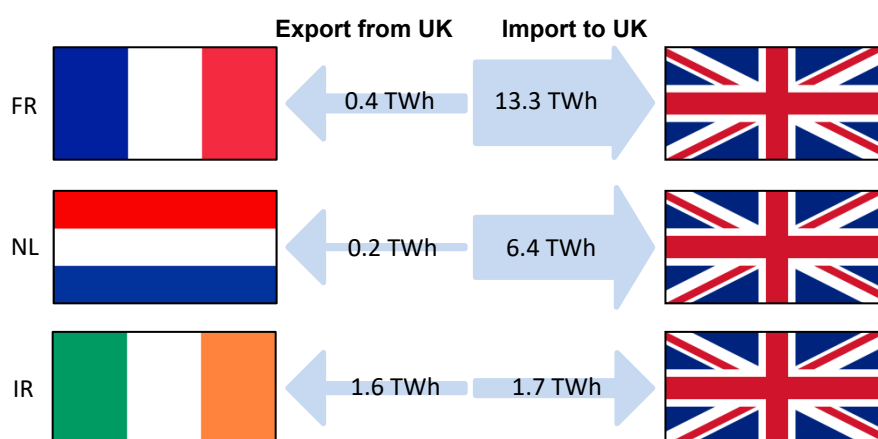 Export from UK Import to UK
FR 0.4 TWh 13.3 TWh
NL 0.2 TWh 6.4 TWh
IR 1.6 TWh 1.7 TWh